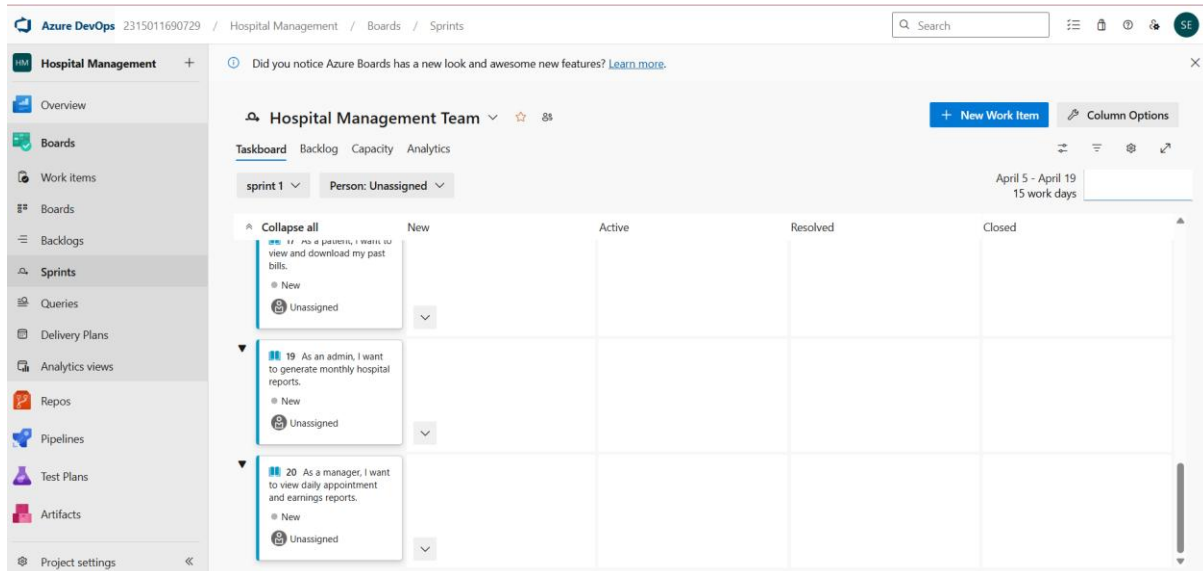 Azure DevOps 2315011690729 / Hospital Management / Boards / Sprints
Search
SE
HM Hospital Management +
Did you notice Azure Boards has a new look and awesome new features? Learn more.
Overview
Boards
Work items
Boards
Backlogs
Sprints
Queries
Delivery Plans
Analytics views
Repos
Pipelines
Test Plans
Artifacts
Project settings
Hospital Management Team
+ New Work Item
Column Options
Taskboard Backlog Capacity Analytics
sprint 1
Person: Unassigned
April 5 - April 19
15 work days
Collapse all New Active Resolved Closed
17 As a patient, I want to
view and download my past
bills.
New
Unassigned
19 As an admin, I want
to generate monthly hospital
reports.
New
Unassigned
20 As a manager, I want
to view daily appointment
and earnings reports.
New
Unassigned